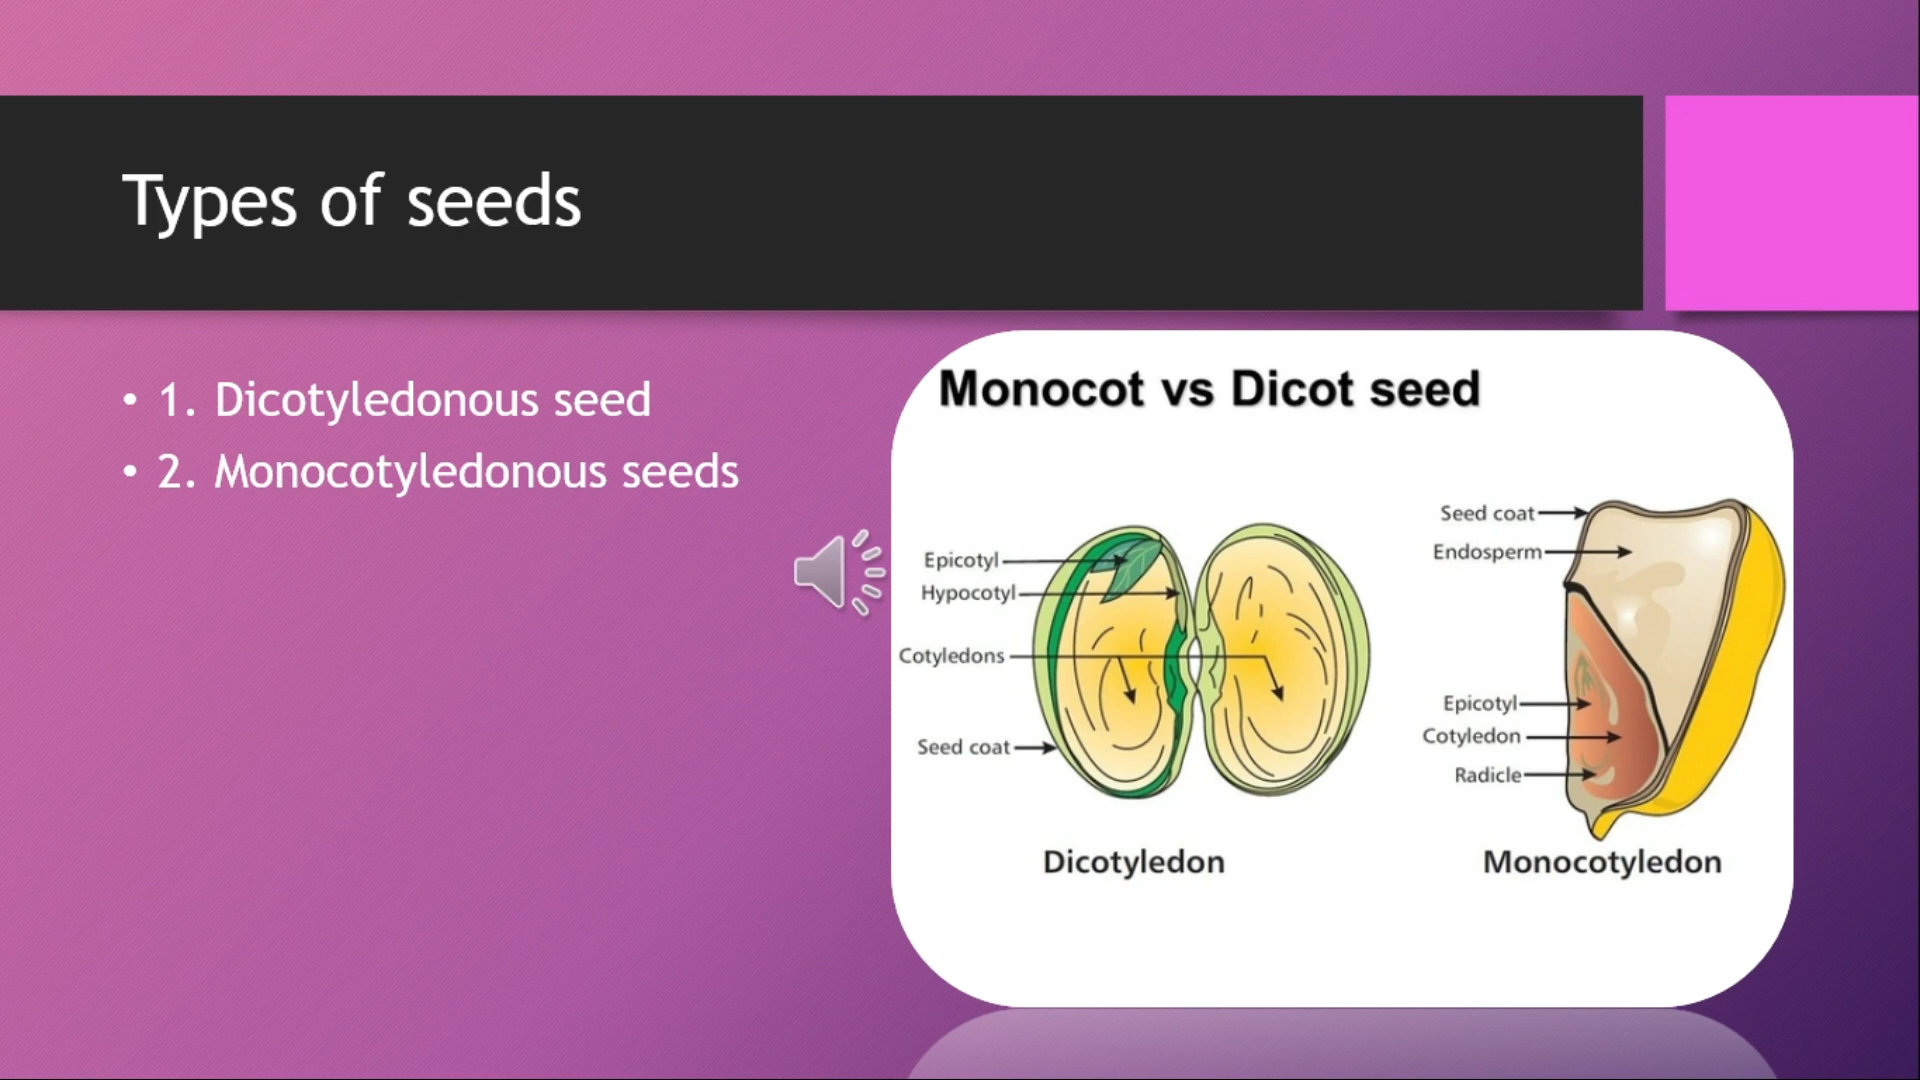 Types of seeds
• 1. Dicotyledonous seed
• 2. Monocotyledonous seeds
Monocot vs Dicot seed
Epicotyl
Hypocotyl
Cotyledons
Seed coat
Dicotyledon
Seed coat
Endosperm
Epicotyl
Cotyledon
Radicle
Monocotyledon